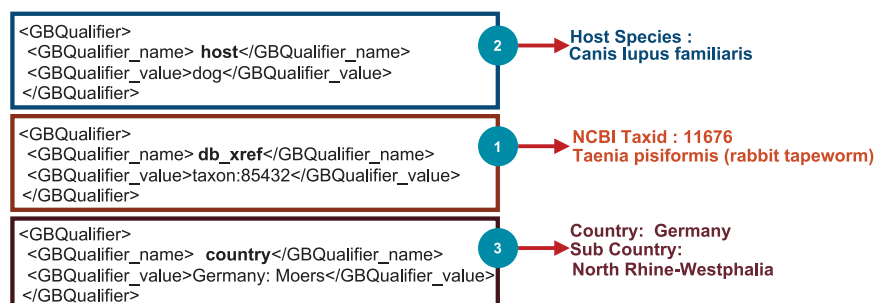 <GBQualifier>
<GBQualifier_name> host</GBQualifier_name>
<GBQualifier_value>dog</GBQualifier_value>
</GBQualifier>
2
Host Species :
Canis lupus familiaris
<GBQualifier>
<GBQualifier_name> db_xref</GBQualifier_name>
<GBQualifier_value>taxon:85432</GBQualifier_value>
</GBQualifier>
1
NCBI Taxid : 11676
Taenia pisiformis (rabbit tapeworm)
<GBQualifier>
<GBQualifier_name> country</GBQualifier_name>
<GBQualifier_value>Germany: Moers</GBQualifier_value>
</GBQualifier>
3
Country: Germany
Sub Country:
North Rhine-Westphalia